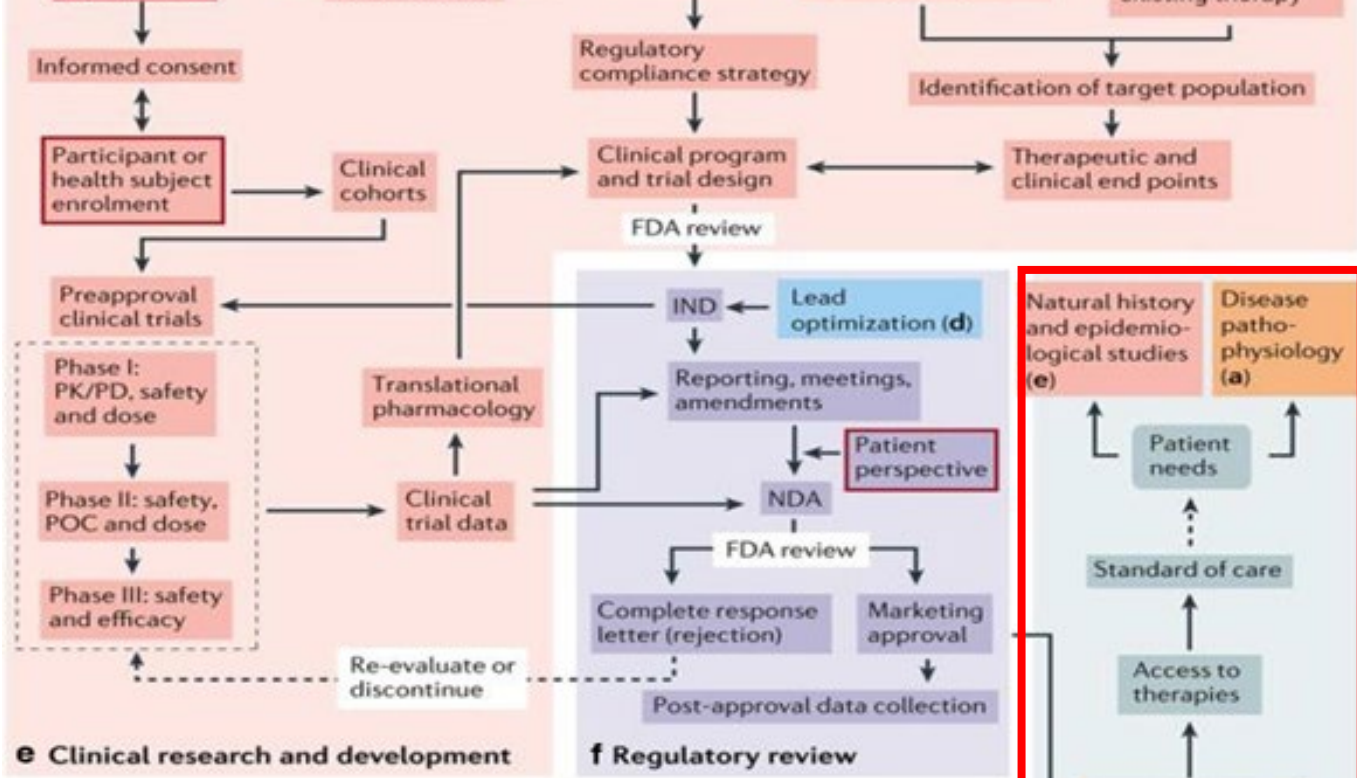 existing therapy
Informed consent
Regulatory
compliance strategy
Identification of target population
Participant or
health subject
enrolment
Clinical
cohorts
Clinical program
and trial design
Therapeutic and
clinical end points
FDA review
Preapproval
clinical trials
IND
Lead
optimization (d)
Natural history
and epidemio-
logical studies
(e)
Disease
patho-
physiology
(a)
Phase I:
PK/PD, safety
and dose
Translational
pharmacology
Reporting, meetings,
amendments
Patient
perspective
Patient
needs
Phase II: safety,
POC and dose
Clinical
trial data
NDA
FDA review
Standard of care
Phase III: safety
and efficacy
Complete response
letter (rejection)
Marketing
approval
Re-evaluate or
discontinue
Access to
therapies
Post-approval data collection
e Clinical research and development
f Regulatory review